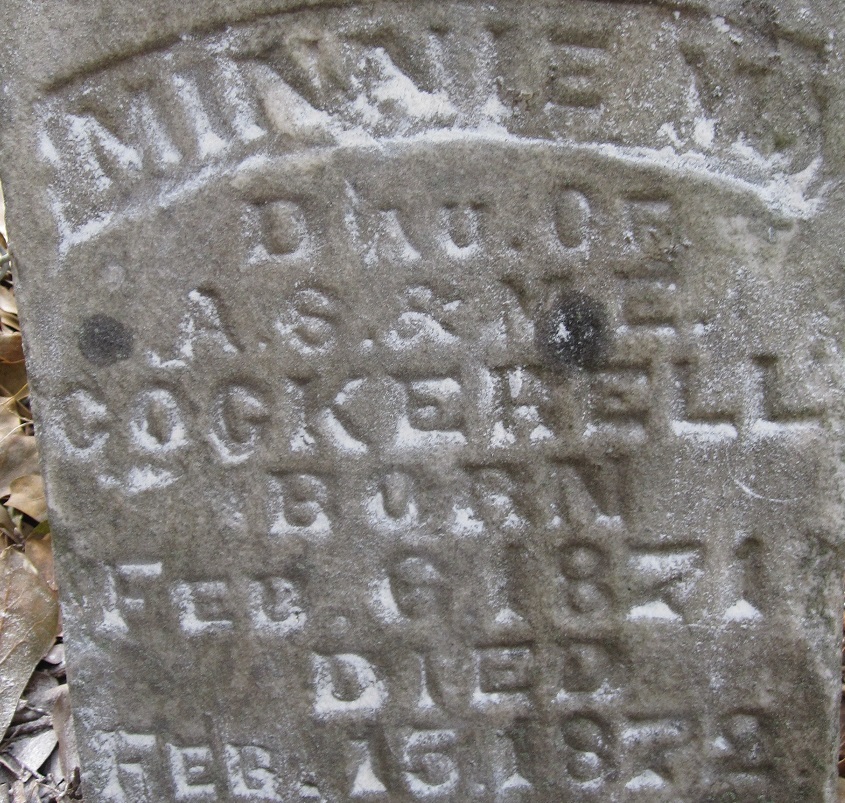 MINNIE
DAU. OF
A.S. & M.E.
COCKERELL
BORN
FEB. 6 1871
DIED
FEB. 15. 1872